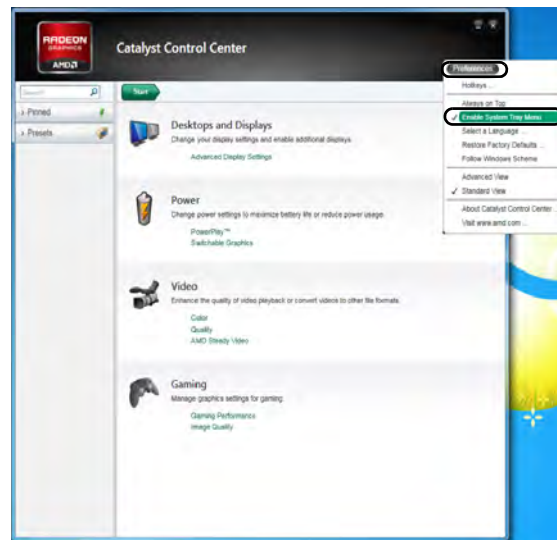 RADEON
GRAPHICS
AMD
Catalyst Control Center
Preferences
Hotkeys ...
Always on Top
✓ Enable System Tray Menu
Select a Language ...
Restore Factory Defaults ...
Follow Windows Scheme
Advanced View
✓ Standard View
About Catalyst Control Center ...
Visit www.amd.com ...
Search
Start
› Pinned
› Presets
Desktops and Displays
Change your display settings and enable additional displays.
Advanced Display Settings
Power
Change power settings to maximize battery life or reduce power usage.
PowerPlay™
Switchable Graphics
Video
Enhance the quality of video playback or convert videos to other file formats.
Color
Quality
AMD Steady Video
Gaming
Manage graphics settings for gaming.
Gaming Performance
Image Quality